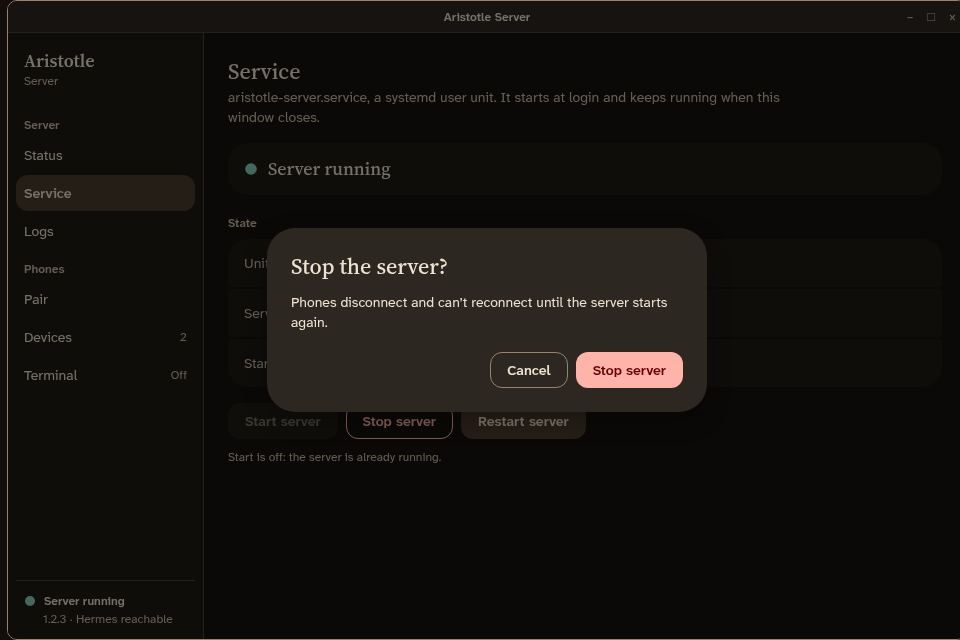 Aristotle Server
Aristotle
Server
Server
Status
Service
Logs
Phones
Pair
Devices 2
Terminal Off
Server running
1.2.3 · Hermes reachable
Service
aristotle-server.service, a systemd user unit. It starts at login and keeps running when this
window closes.
Server running
State
Stop the server?
Phones disconnect and can’t reconnect until the server starts
again.
Cancel Stop server
Start server Stop server Restart server
Start is off: the server is already running.